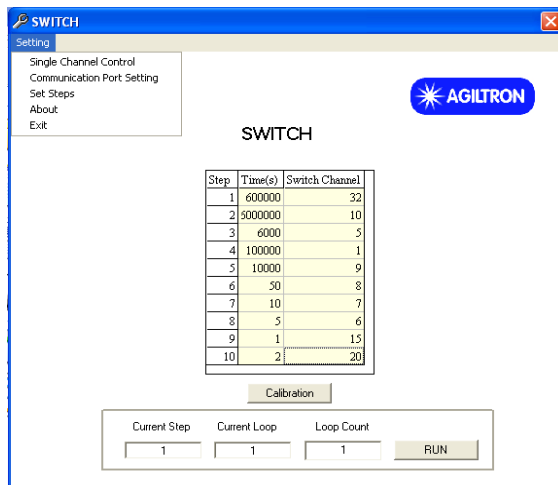 SWITCH
Setting
Single Channel Control
Communication Port Setting
Set Steps
About
Exit
AGILTRON
SWITCH
Step Time(s) Switch Channel
1 600000 32
2 5000000 10
3 6000 5
4 100000 1
5 10000 9
6 50 8
7 10 7
8 5 6
9 1 15
10 2 20
Calibration
Current Step Current Loop Loop Count
1 1 1 RUN